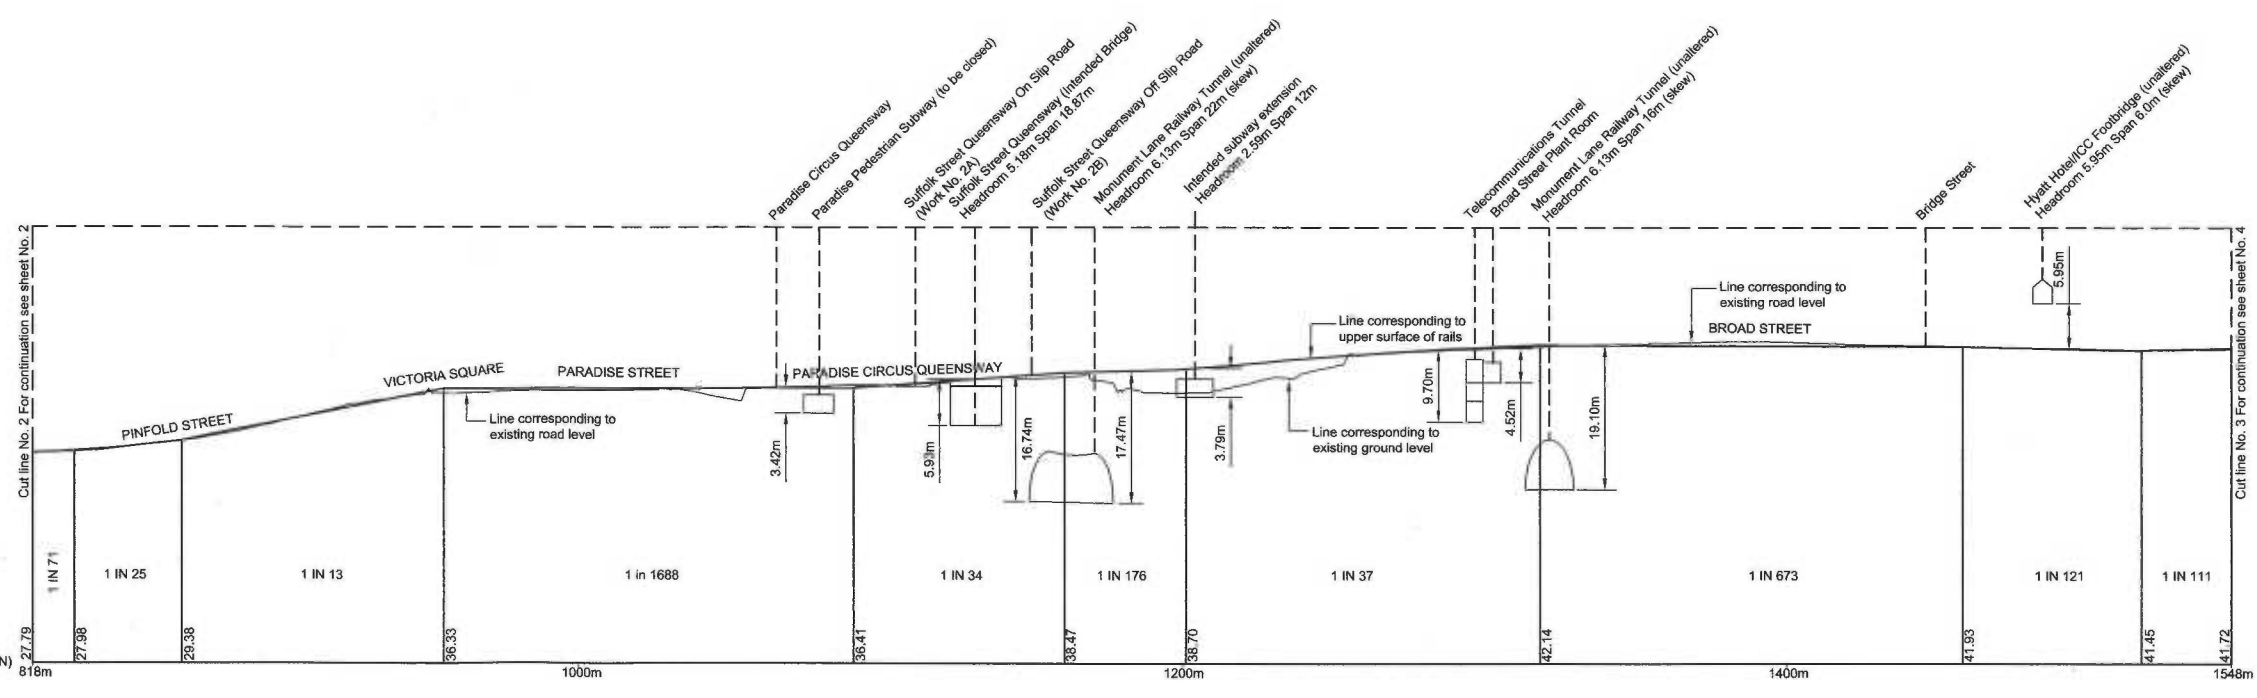 Paradise Circus Queensway
Paradise Pedestrian Subway (to be closed)
Suffolk Street Queensway On Slip Road
(Work No. 2A)
Suffolk Street Queensway (Intended Bridge)
Headroom 5.18m Span 18.87m
Suffolk Street Queensway Off Slip Road
(Work No. 2B)
Monument Lane Railway Tunnel (unaltered)
Headroom 6.13m Span 22m (skew)
Intended subway extension
Headroom 2.59m Span 12m
Telecommunications Tunnel
Broad Street Plant Room
Monument Lane Railway Tunnel (unaltered)
Headroom 6.13m Span 16m (skew)
Bridge Street
Hyatt Hotel/ICC Footbridge (unaltered)
Headroom 5.95m Span 6.0m (skew)
Cut line No. 2 For continuation see sheet No. 2
PINFOLD STREET
VICTORIA SQUARE
Line corresponding to
existing road level
PARADISE STREET
PARADISE CIRCUS QUEENSWAY
3.42m
5.93m
16.74m
17.47m
3.79m
Line corresponding to
upper surface of rails
Line corresponding to
existing ground level
9.70m
4.52m
19.10m
Line corresponding to
existing road level
BROAD STREET
5.95m
Cut line No. 3 For continuation see sheet No. 4
1 IN 71
1 IN 25
1 IN 13
1 in 1688
1 IN 34
1 IN 176
1 IN 37
1 IN 673
1 IN 121
1 IN 111
27.79
27.98
29.38
36.33
36.41
38.47
38.70
42.14
41.93
41.45
41.72
N)
818m
1000m
1200m
1400m
1548m